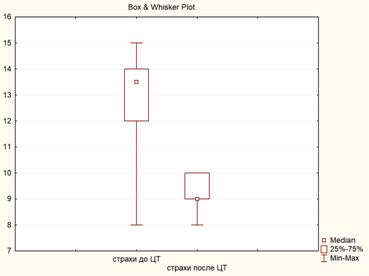 Box & Whisker Plot
16
15
14
13
12
11
10
9
8
7
страхи до ЦТ
страхи после ЦТ
Median
25%-75%
Min-Max